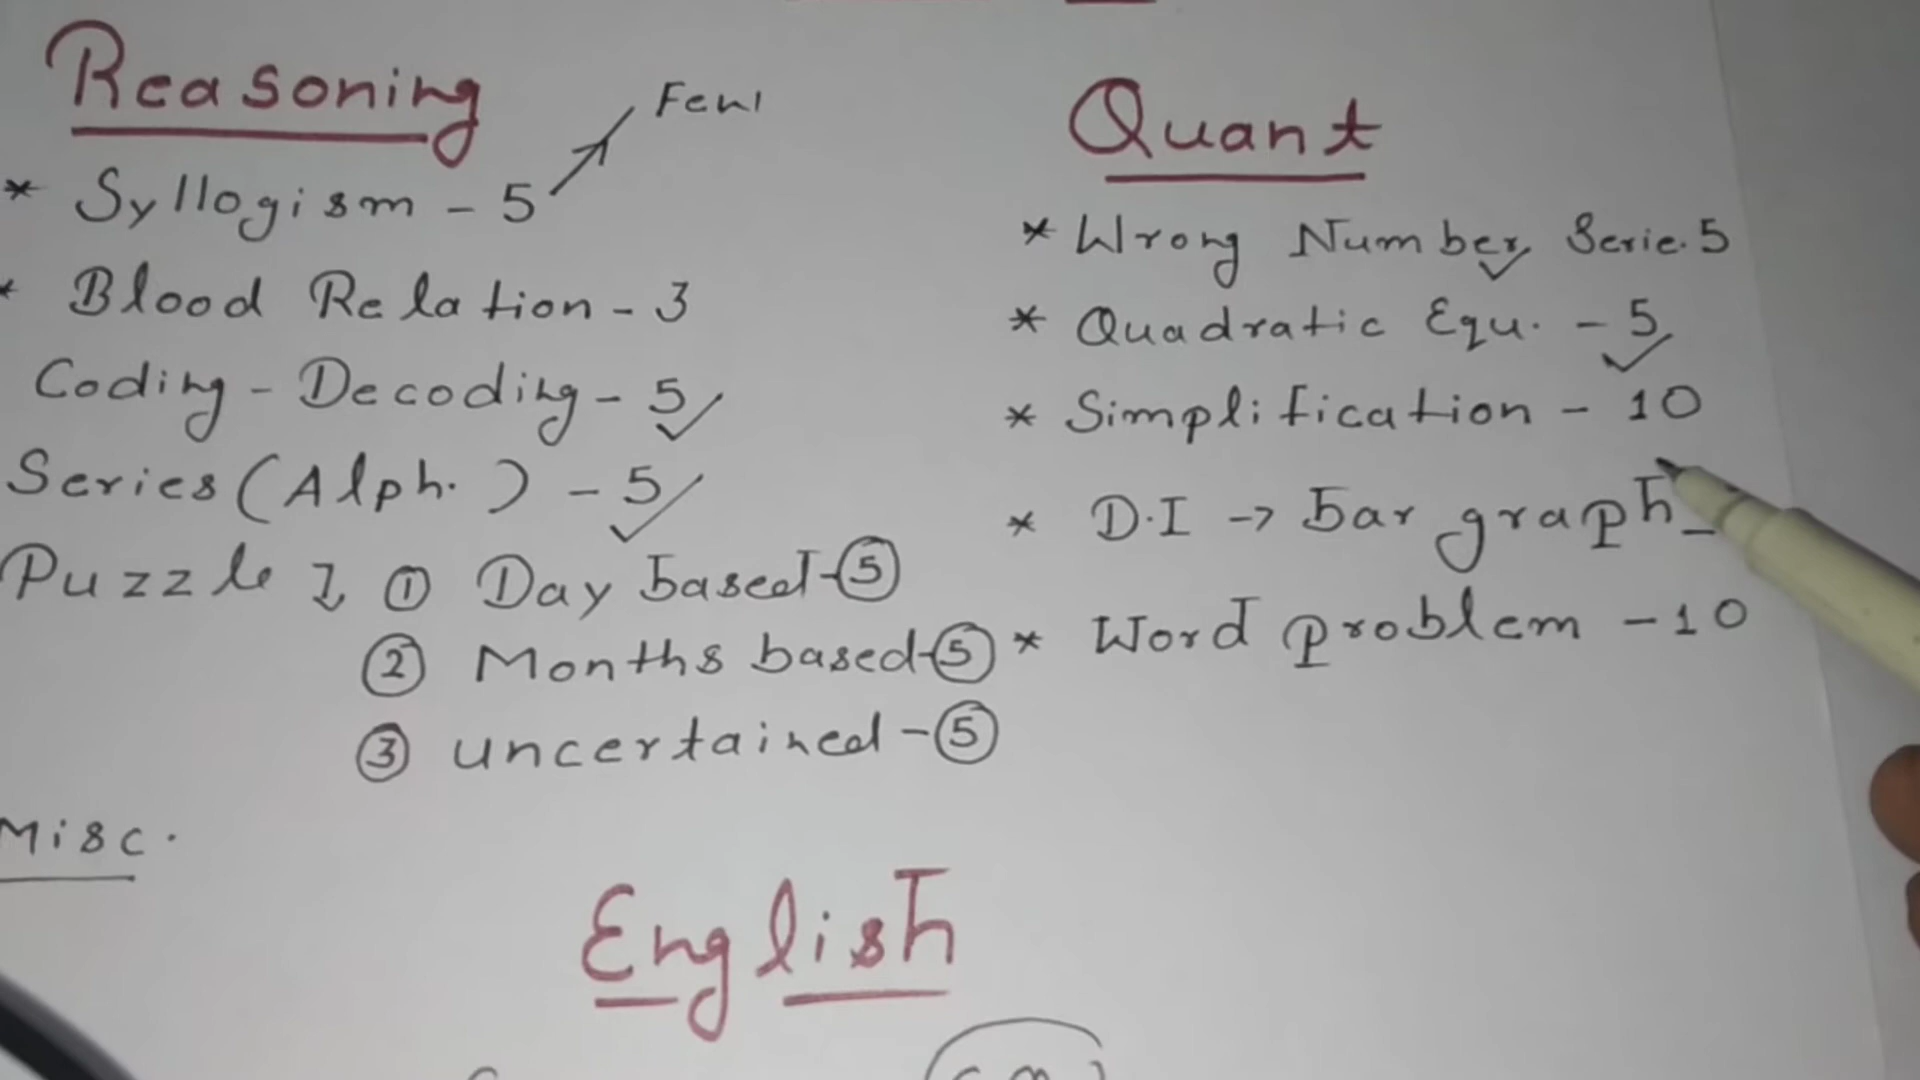 Reasoning
* Syllogism - 5
* Blood Relation - 3
Coding - Decoding - 5
Series (Alph.) - 5
Puzzle ↴ ① Day based - ⑤
② Months based - ⑤
③ uncertained - ⑤
Misc.
Quant
* Wrong Number Serie. 5
* Quadratic Equ. - 5
* Simplification - 10
* D.I → bar graph -
* Word problem - 10
English